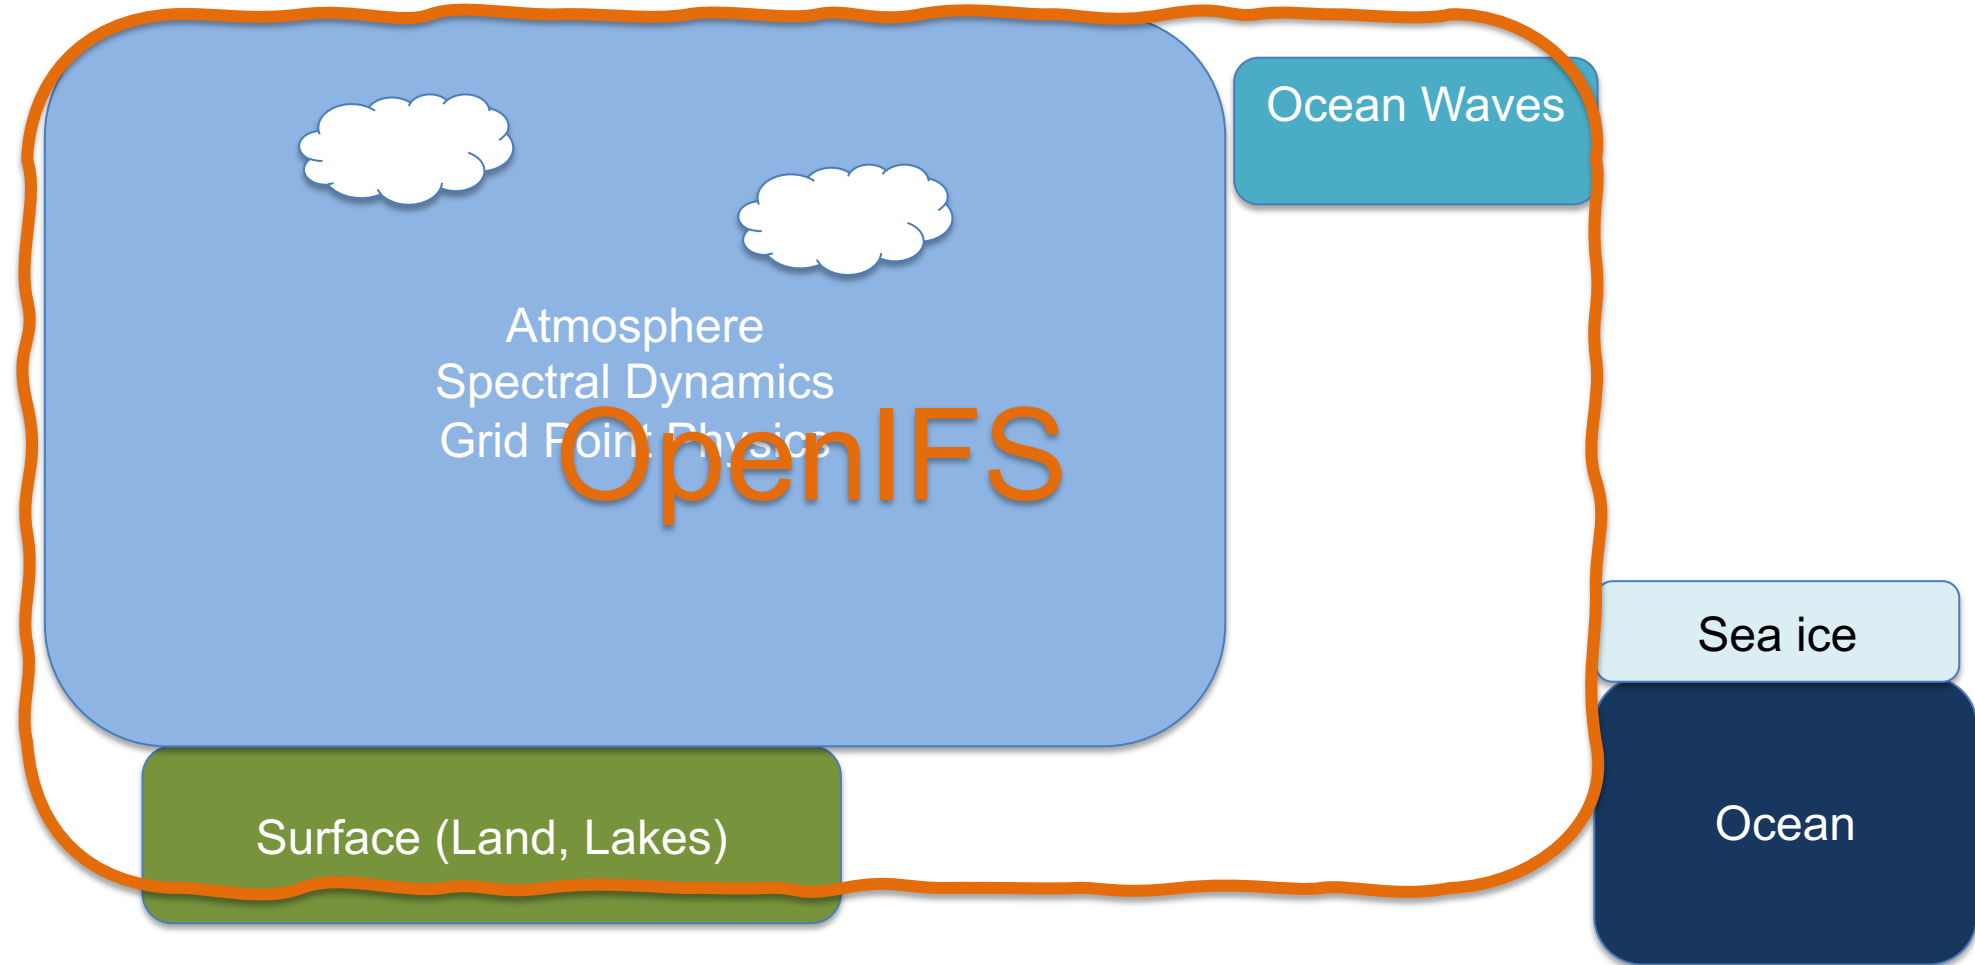 Ocean Waves
Atmosphere
Spectral Dynamics
Grid Point Physics
OpenIFS
Sea ice
Ocean
Surface (Land, Lakes)